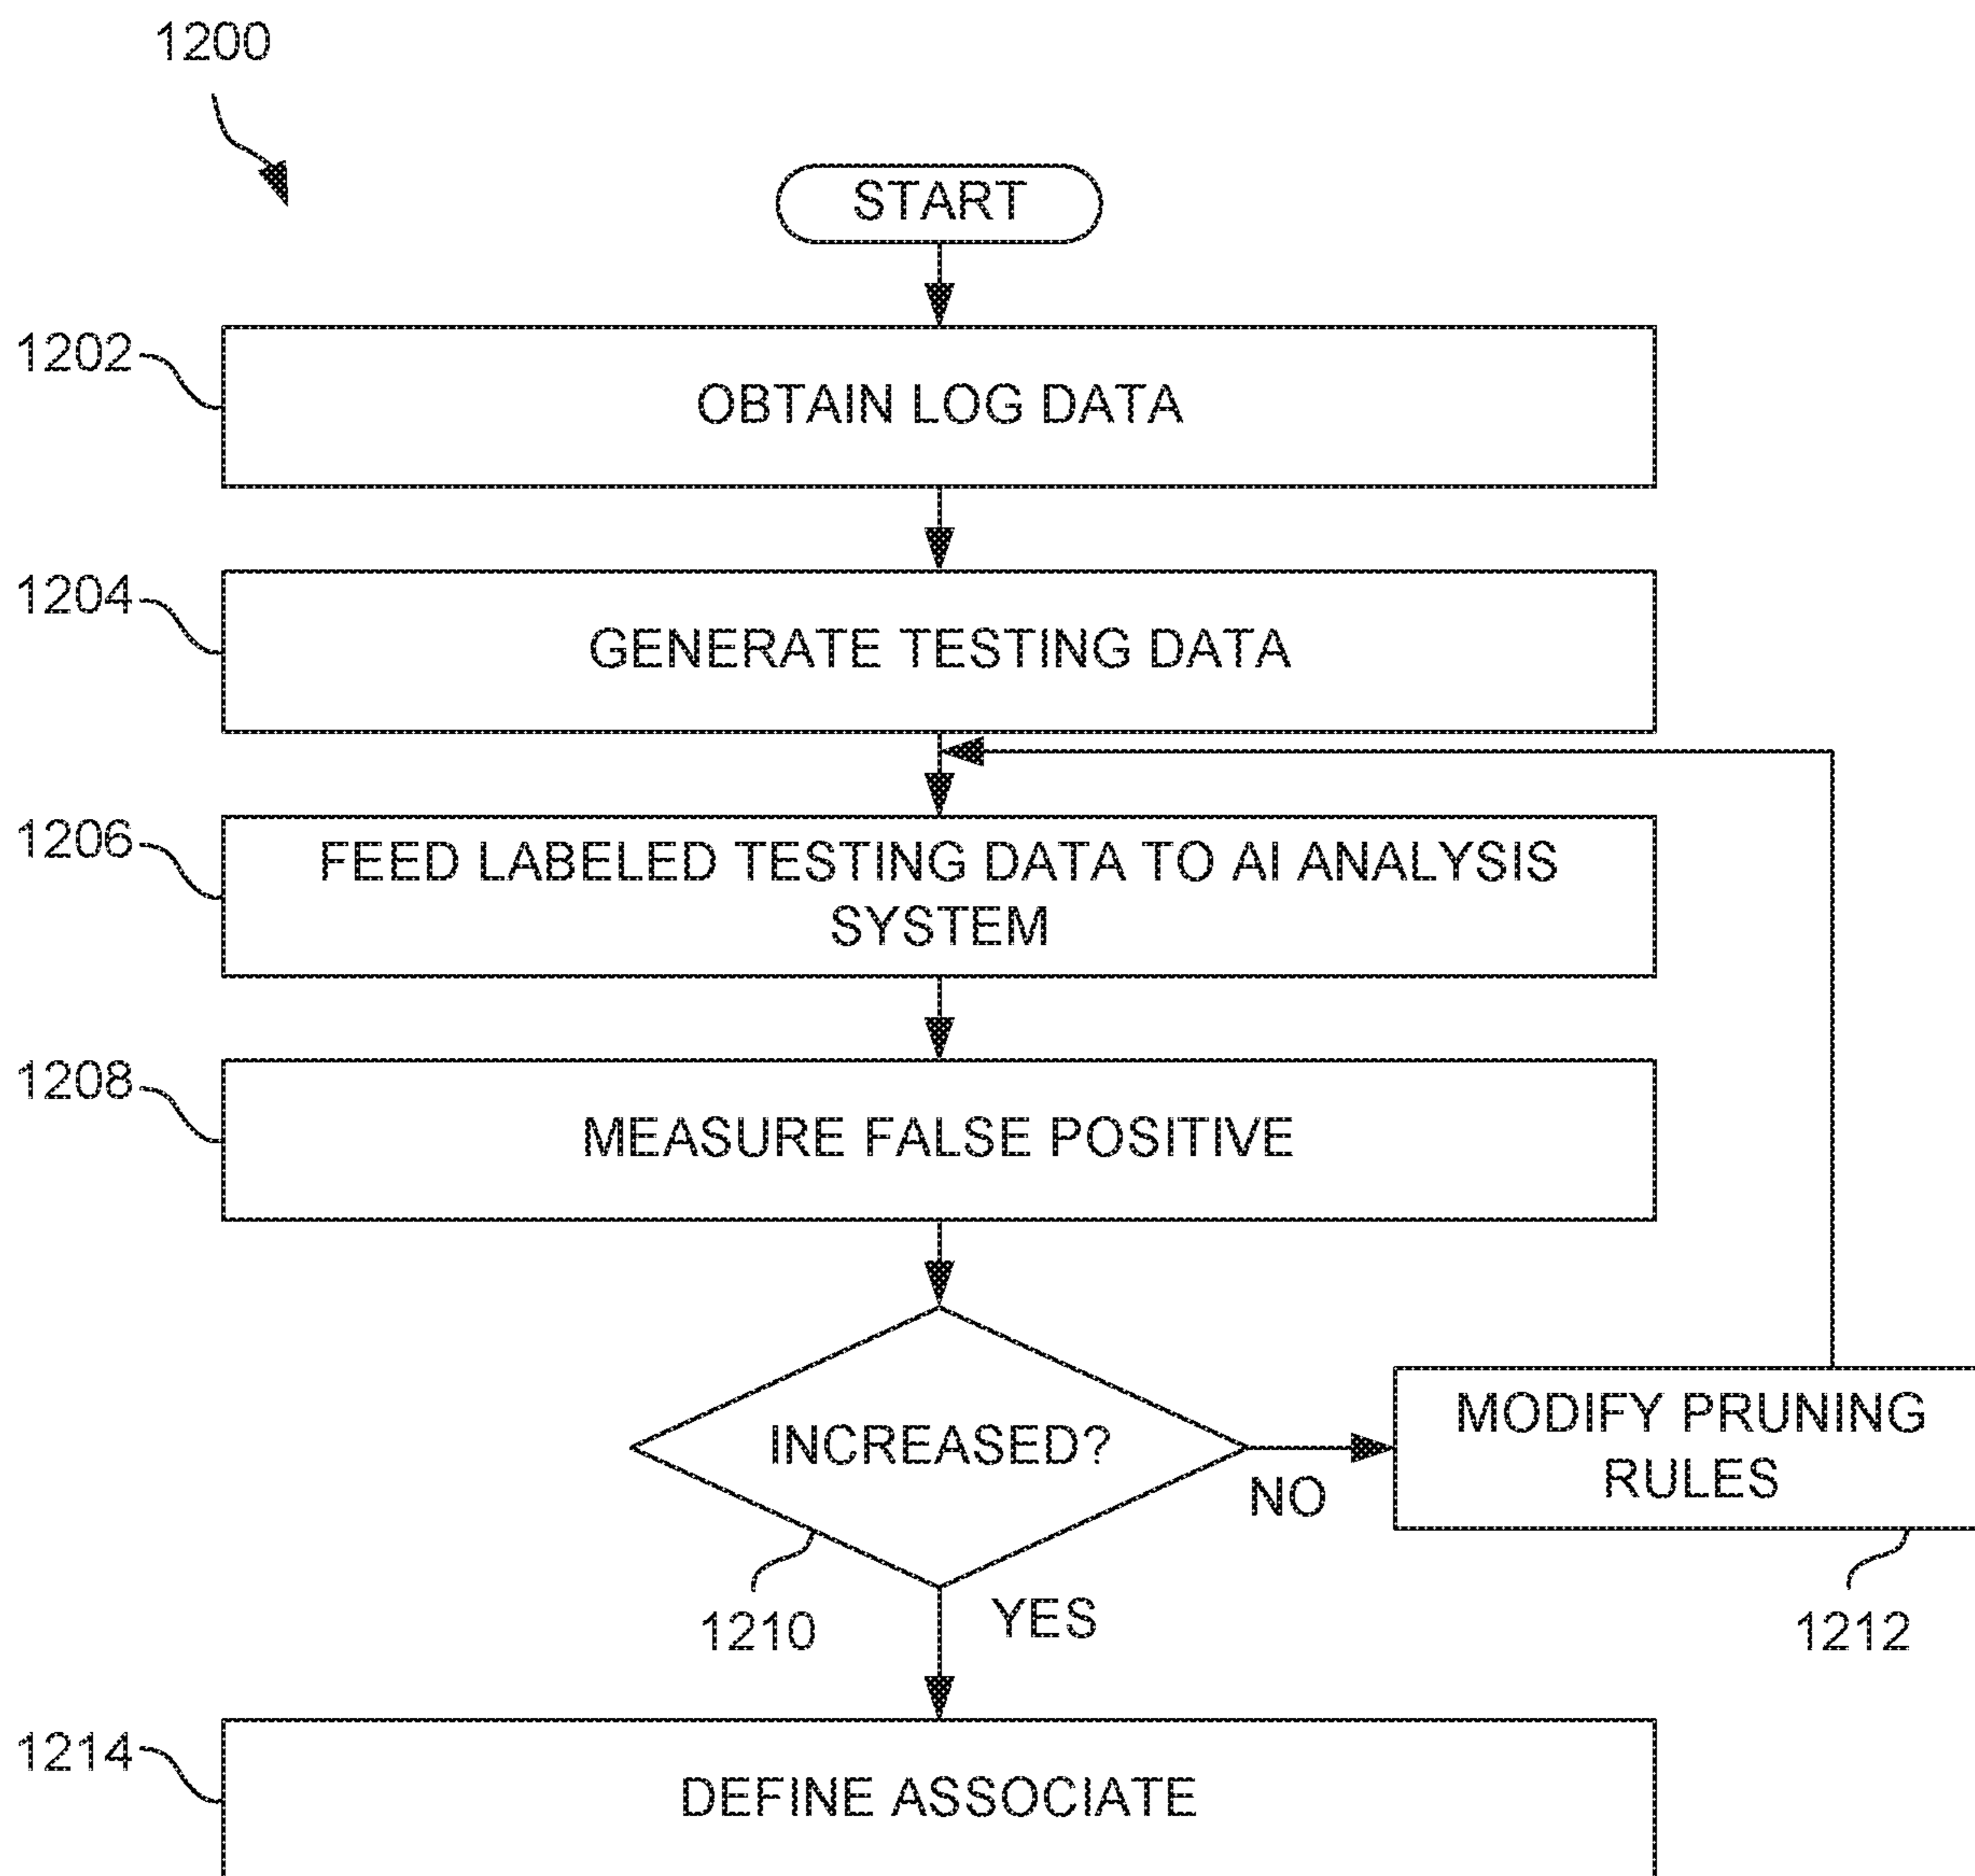 1200
START
1202
OBTAIN LOG DATA
1204
GENERATE TESTING DATA
1206
FEED LABELED TESTING DATA TO AI ANALYSIS
SYSTEM
1208
MEASURE FALSE POSITIVE
INCREASED?
NO
MODIFY PRUNING
RULES
1210
YES
1212
1214
DEFINE ASSOCIATE